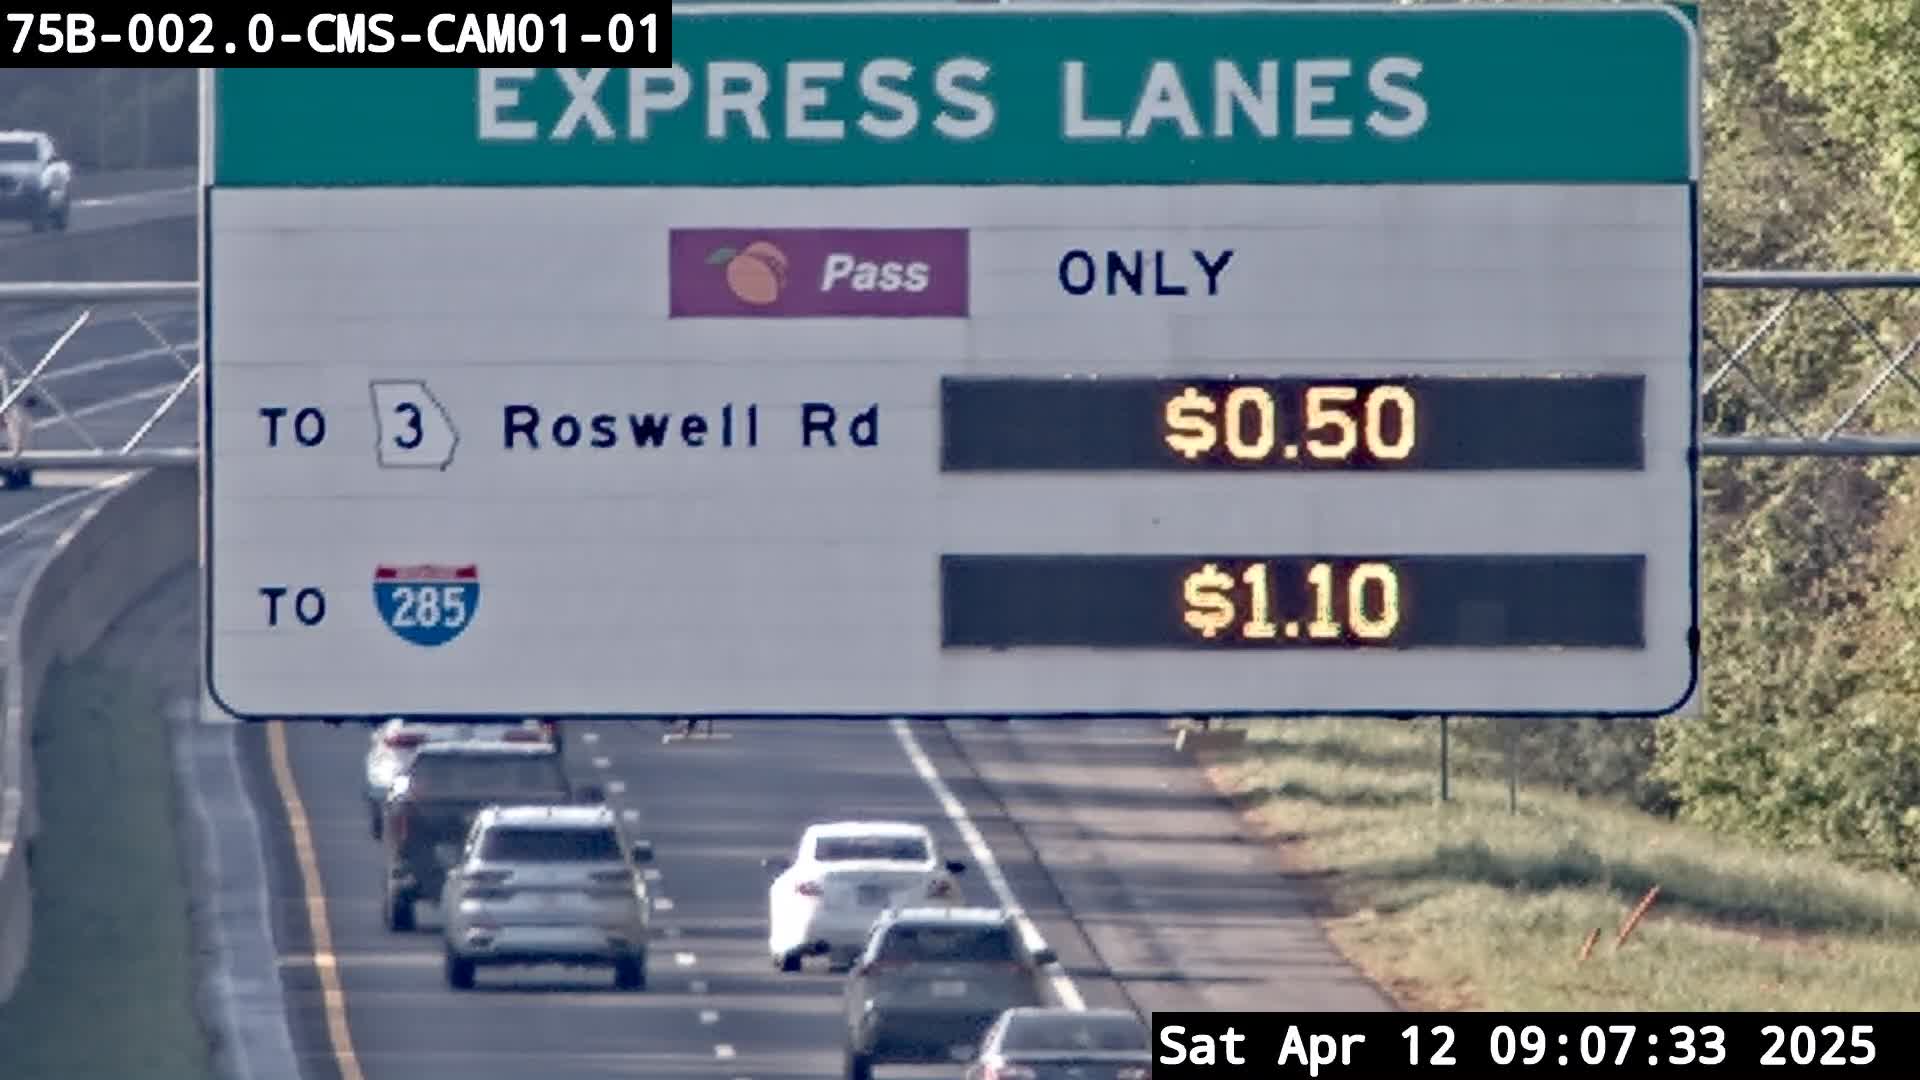 75B-002.0-CMS-CAM01-01
EXPRESS LANES
Pass ONLY
TO 3 Roswell Rd $0.50
TO 285 $1.10
Sat Apr 12 09:07:33 2025